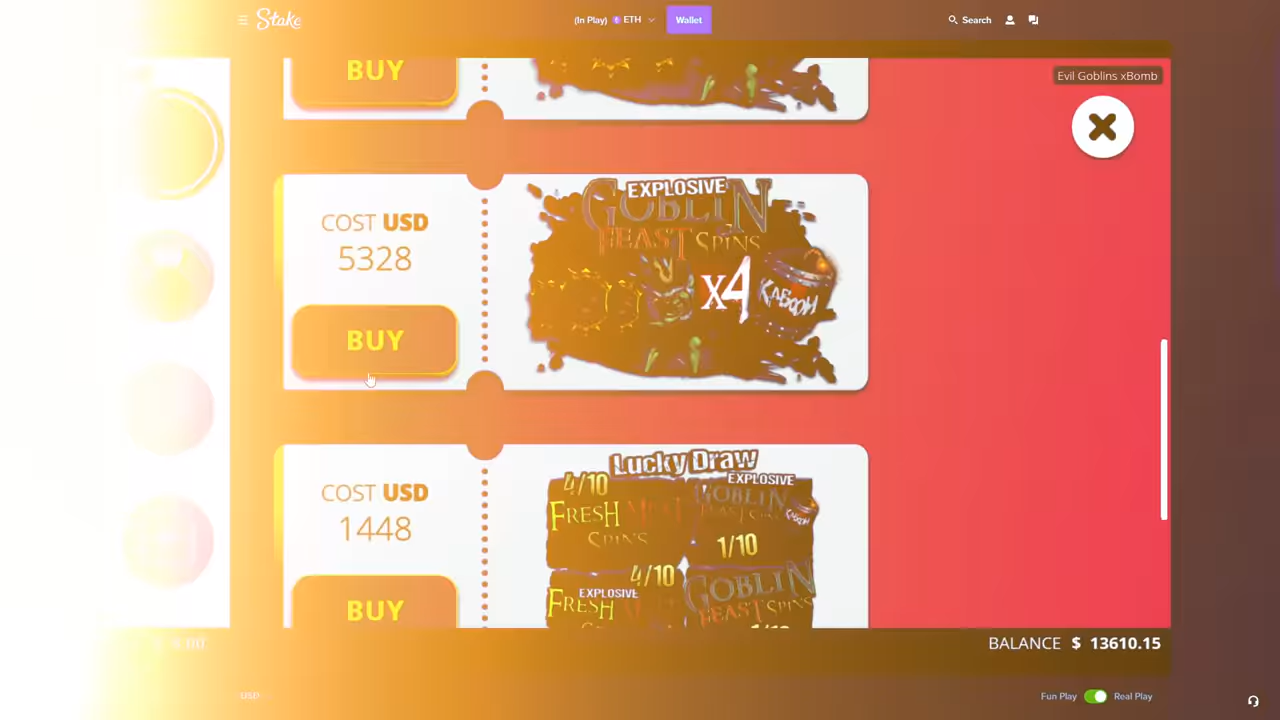 Stake
(In Play) ETH
Wallet
Search
BUY
Evil Goblins xBomb
COST USD
5328
BUY
EXPLOSIVE
GOBLIN
FEAST SPINS
x4
KABOOM
COST USD
1448
BUY
Lucky Draw
4/10
FRESH MEAT
SPINS
EXPLOSIVE
GOBLIN
FEAST SPINS
1/10
4/10
EXPLOSIVE
FRESH
GOBLIN
FEAST SPINS
BALANCE $ 13610.15
USD
Fun Play
Real Play